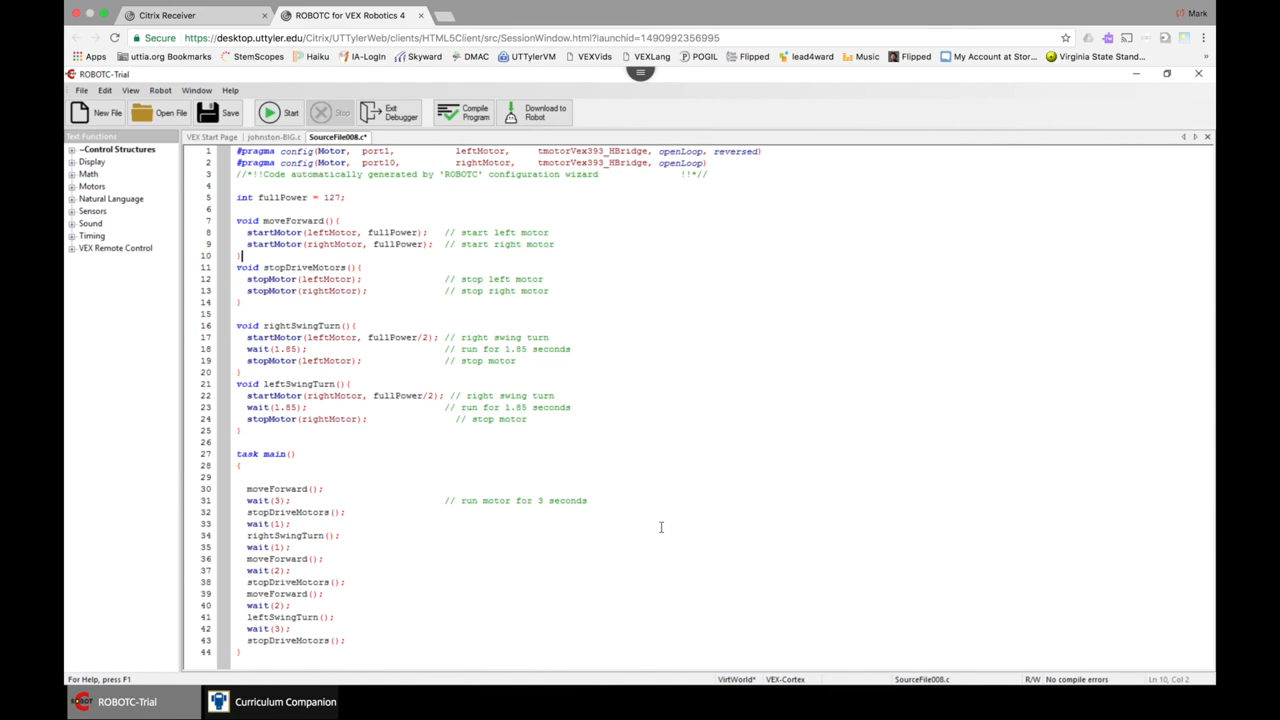 Citrix Receiver × ROBOTC for VEX Robotics 4 × Mark
Secure https://desktop.uttyler.edu/Citrix/UTTylerWeb/clients/HTML5Client/src/SessionWindow.html?launchid=1490992356995
Apps uttia.org Bookmarks StemScopes Haiku IA-LogIn Skyward DMAC UTTylerVM VEXVids VEXLang POGIL Flipped lead4ward Music Flipped My Account at Stor... Virginia State Stand... »
ROBOTC-Trial
File Edit View Robot Window Help
New File Open File Save Start Stop Exit Debugger Compile Program Download to Robot
Text Functions VEX Start Page johnston-BIG.c SourceFile008.c*
~Control Structures
Display
Math
Motors
Natural Language
Sensors
Sound
Timing
VEX Remote Control
1 #pragma config(Motor, port1, leftMotor, tmotorVex393_HBridge, openLoop, reversed)
2 #pragma config(Motor, port10, rightMotor, tmotorVex393_HBridge, openLoop)
3 //*!!Code automatically generated by 'ROBOTC' configuration wizard !!*//
4
5 int fullPower = 127;
6
7 void moveForward(){
8 startMotor(leftMotor, fullPower); // start left motor
9 startMotor(rightMotor, fullPower); // start right motor
10 }
11 void stopDriveMotors(){
12 stopMotor(leftMotor); // stop left motor
13 stopMotor(rightMotor); // stop right motor
14 }
15
16 void rightSwingTurn(){
17 startMotor(leftMotor, fullPower/2); // right swing turn
18 wait(1.85); // run for 1.85 seconds
19 stopMotor(leftMotor); // stop motor
20 }
21 void leftSwingTurn(){
22 startMotor(rightMotor, fullPower/2); // right swing turn
23 wait(1.85); // run for 1.85 seconds
24 stopMotor(rightMotor); // stop motor
25 }
26
27 task main()
28 {
29
30 moveForward();
31 wait(3); // run motor for 3 seconds
32 stopDriveMotors();
33 wait(1);
34 rightSwingTurn();
35 wait(1);
36 moveForward();
37 wait(2);
38 stopDriveMotors();
39 moveForward();
40 wait(2);
41 leftSwingTurn();
42 wait(3);
43 stopDriveMotors();
44 }
For Help, press F1 VirtWorld* VEX-Cortex SourceFile008.c R/W No compile errors Ln 10, Col 2
ROBOTC-Trial Curriculum Companion